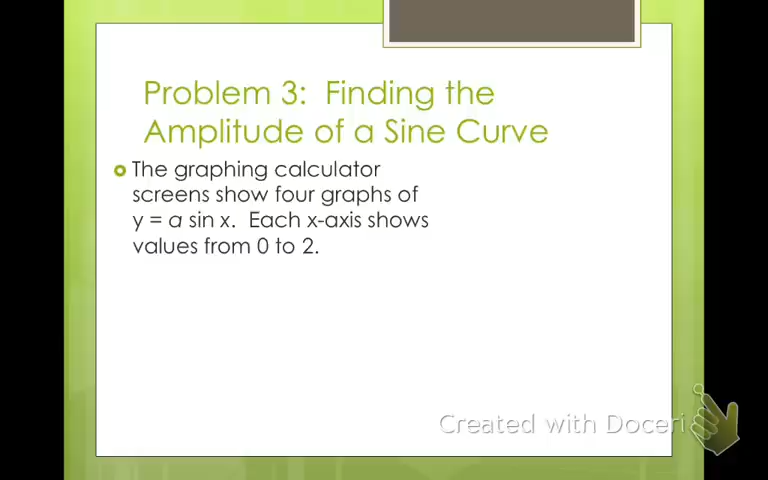 Problem 3:  Finding the
Amplitude of a Sine Curve
The graphing calculator
screens show four graphs of
y = a sin x.  Each x-axis shows
values from 0 to 2.
Created with Doceri